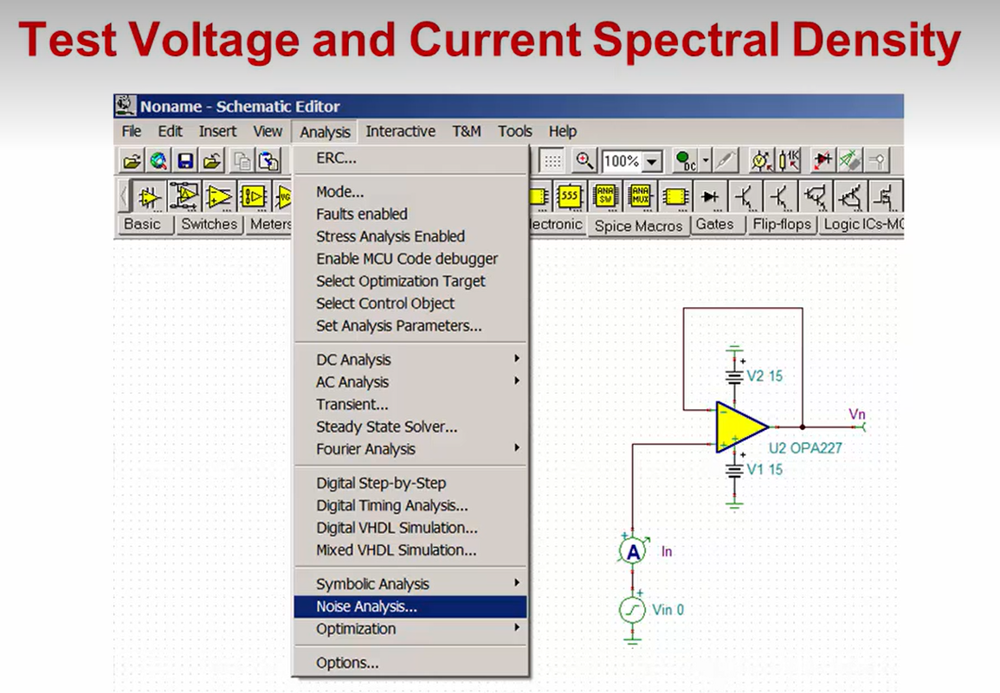 Test Voltage and Current Spectral Density
Noname - Schematic Editor
File Edit Insert View Analysis Interactive T&M Tools Help
ERC...
100%
DC
1K
Mode...
VG
555
ANA SW
ANA MUX
Faults enabled
Basic Switches Meters lectronic Spice Macros Gates Flip-flops Logic ICs-MC
Stress Analysis Enabled
Enable MCU Code debugger
Select Optimization Target
Select Control Object
Set Analysis Parameters...
DC Analysis
AC Analysis
Transient...
Steady State Solver...
Fourier Analysis
Digital Step-by-Step
Digital Timing Analysis...
Digital VHDL Simulation...
Mixed VHDL Simulation...
Symbolic Analysis
Noise Analysis...
Optimization
Options...
V2 15
Vn
U2 OPA227
V1 15
A In
Vin 0